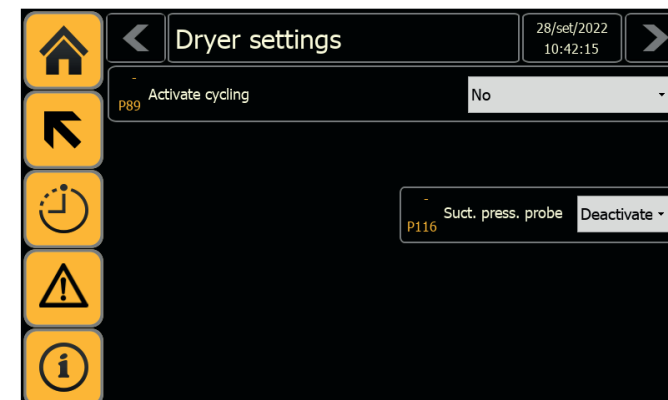 Dryer settings
28/set/2022
10:42:15
-
P89 Activate cycling No
-
P116 Suct. press. probe Deactivate
i